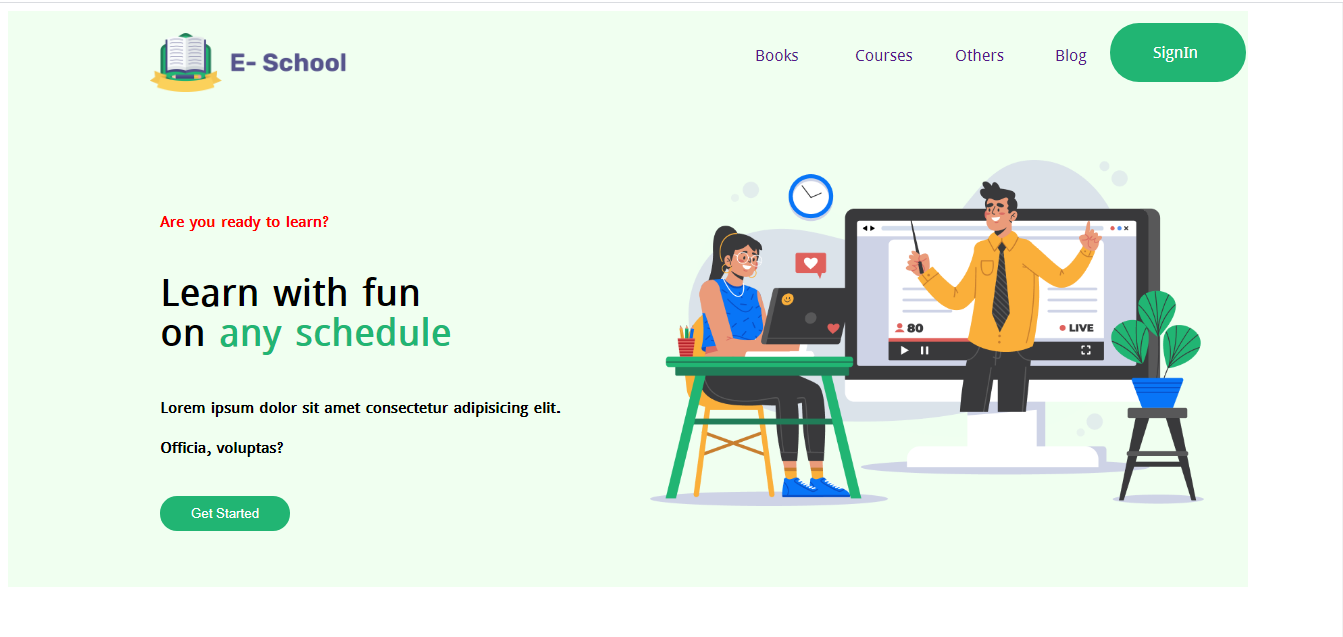 E- School
Books Courses Others Blog SignIn
Are you ready to learn?
Learn with fun
on any schedule
Lorem ipsum dolor sit amet consectetur adipisicing elit.
Officia, voluptas?
Get Started
80
LIVE